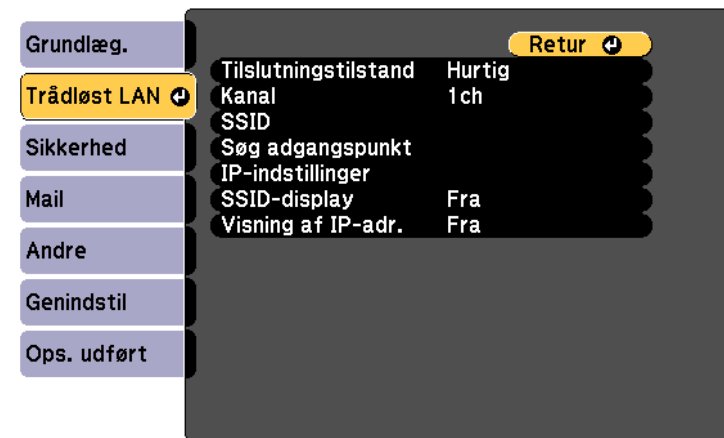 Grundlæg.
Trådløst LAN
Sikkerhed
Mail
Andre
Genindstil
Ops. udført
Retur
Tilslutningstilstand Hurtig
Kanal 1ch
SSID
Søg adgangspunkt
IP-indstillinger
SSID-display Fra
Visning af IP-adr. Fra